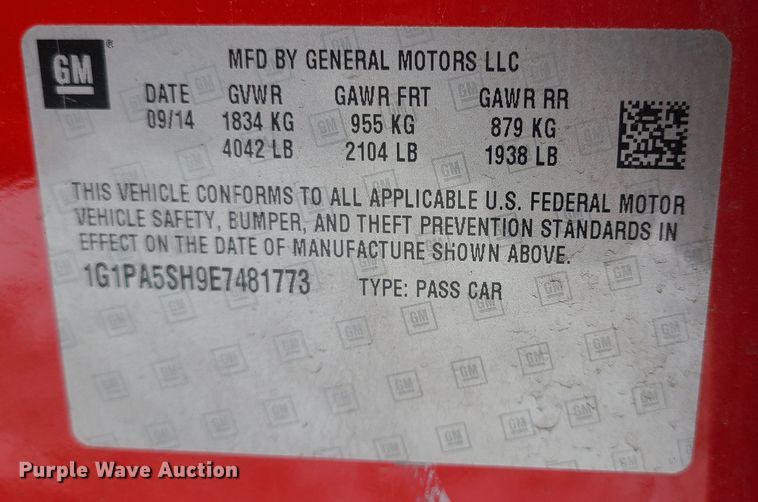 GM ® MFD BY GENERAL MOTORS LLC
DATE GVWR GAWR FRT GAWR RR
09/14 1834 KG 955 KG 879 KG
4042 LB 2104 LB 1938 LB
THIS VEHICLE CONFORMS TO ALL APPLICABLE U.S. FEDERAL MOTOR
VEHICLE SAFETY, BUMPER, AND THEFT PREVENTION STANDARDS IN
EFFECT ON THE DATE OF MANUFACTURE SHOWN ABOVE.
1G1PA5SH9E7481773 TYPE: PASS CAR
Purple Wave Auction